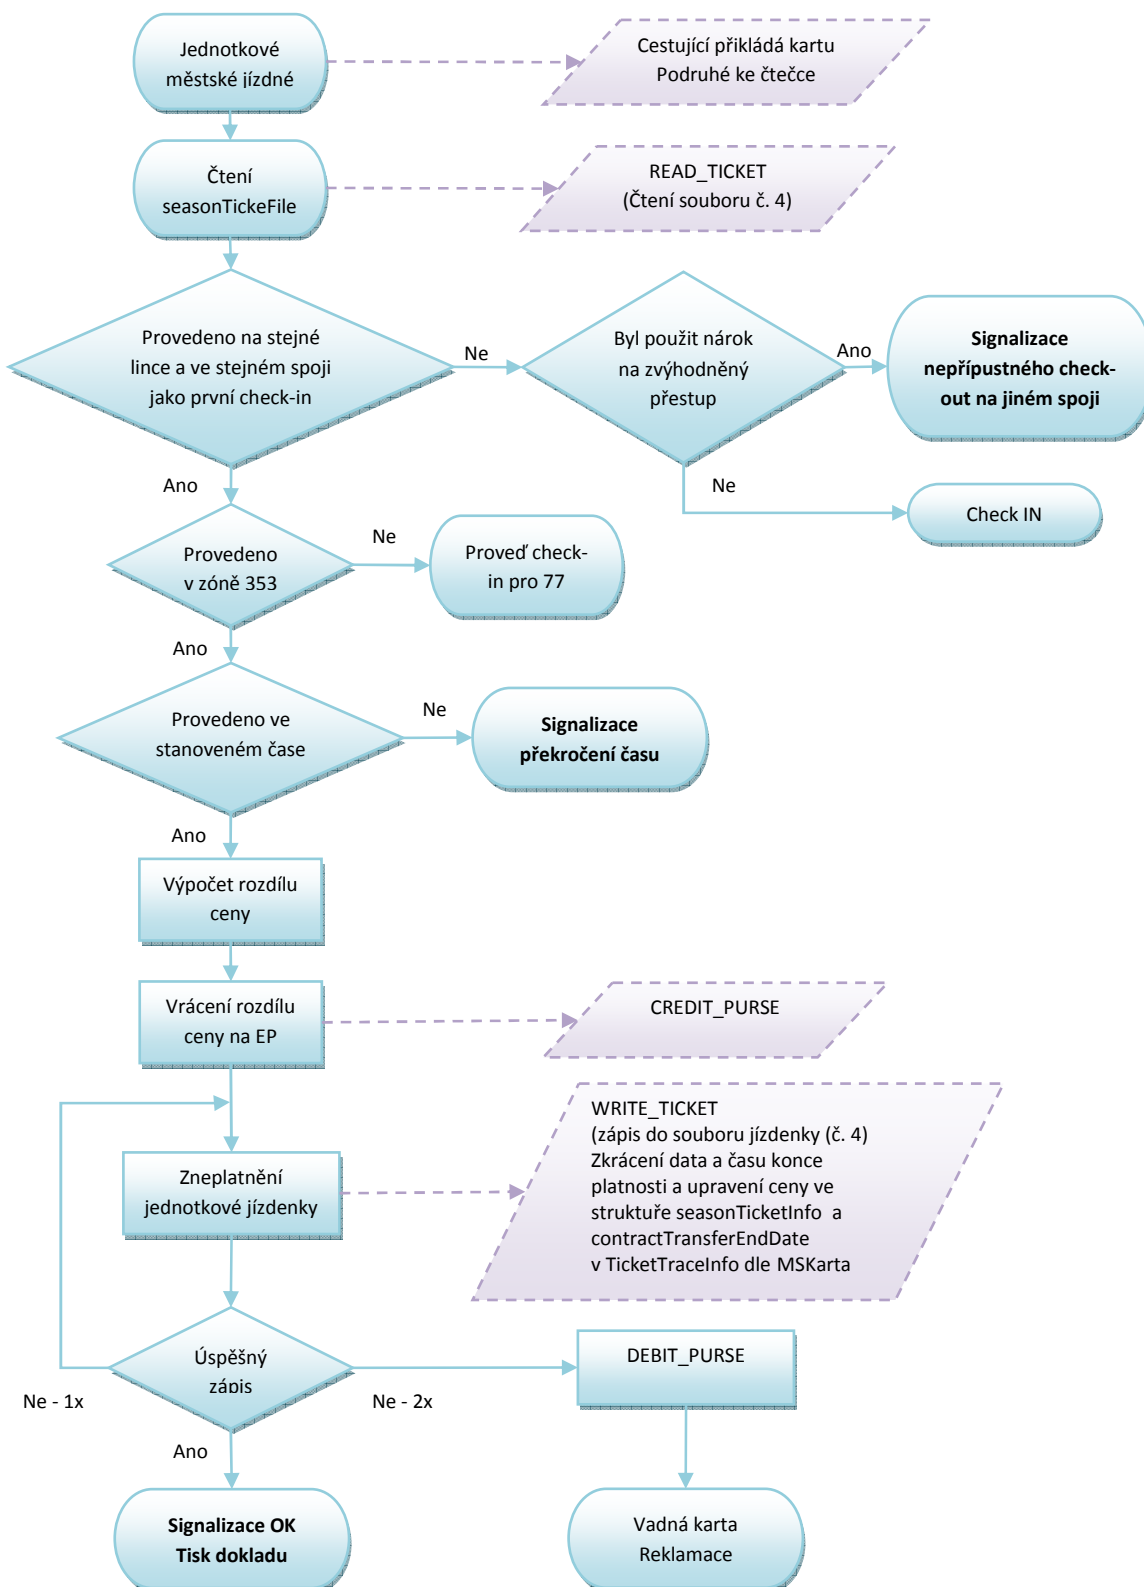 Jednotkové
městské jízdné
Cestující přikládá kartu
Podruhé ke čtečce
Čtení
seasonTickeFile
READ_TICKET
(Čtení souboru č. 4)
Provedeno na stejné
lince a ve stejném spoji
jako první check-in
Ne
Byl použit nárok
na zvýhodněný
přestup
Ano
Signalizace
nepřípustného check-
out na jiném spoji
Ano
Ne
Check IN
Provedeno
v zóně 353
Ne
Proveď check-
in pro 77
Ano
Provedeno ve
stanoveném čase
Ne
Signalizace
překročení času
Ano
Výpočet rozdílu
ceny
Vrácení rozdílu
ceny na EP
CREDIT_PURSE
WRITE_TICKET
(zápis do souboru jízdenky (č. 4)
Zkrácení data a času konce
platnosti a upravení ceny ve
struktuře seasonTicketInfo a
contractTransferEndDate
v TicketTraceInfo dle MSKarta
Zneplatnění
jednotkové jízdenky
Úspěšný
zápis
DEBIT_PURSE
Ne - 1x
Ne - 2x
Ano
Signalizace OK
Tisk dokladu
Vadná karta
Reklamace